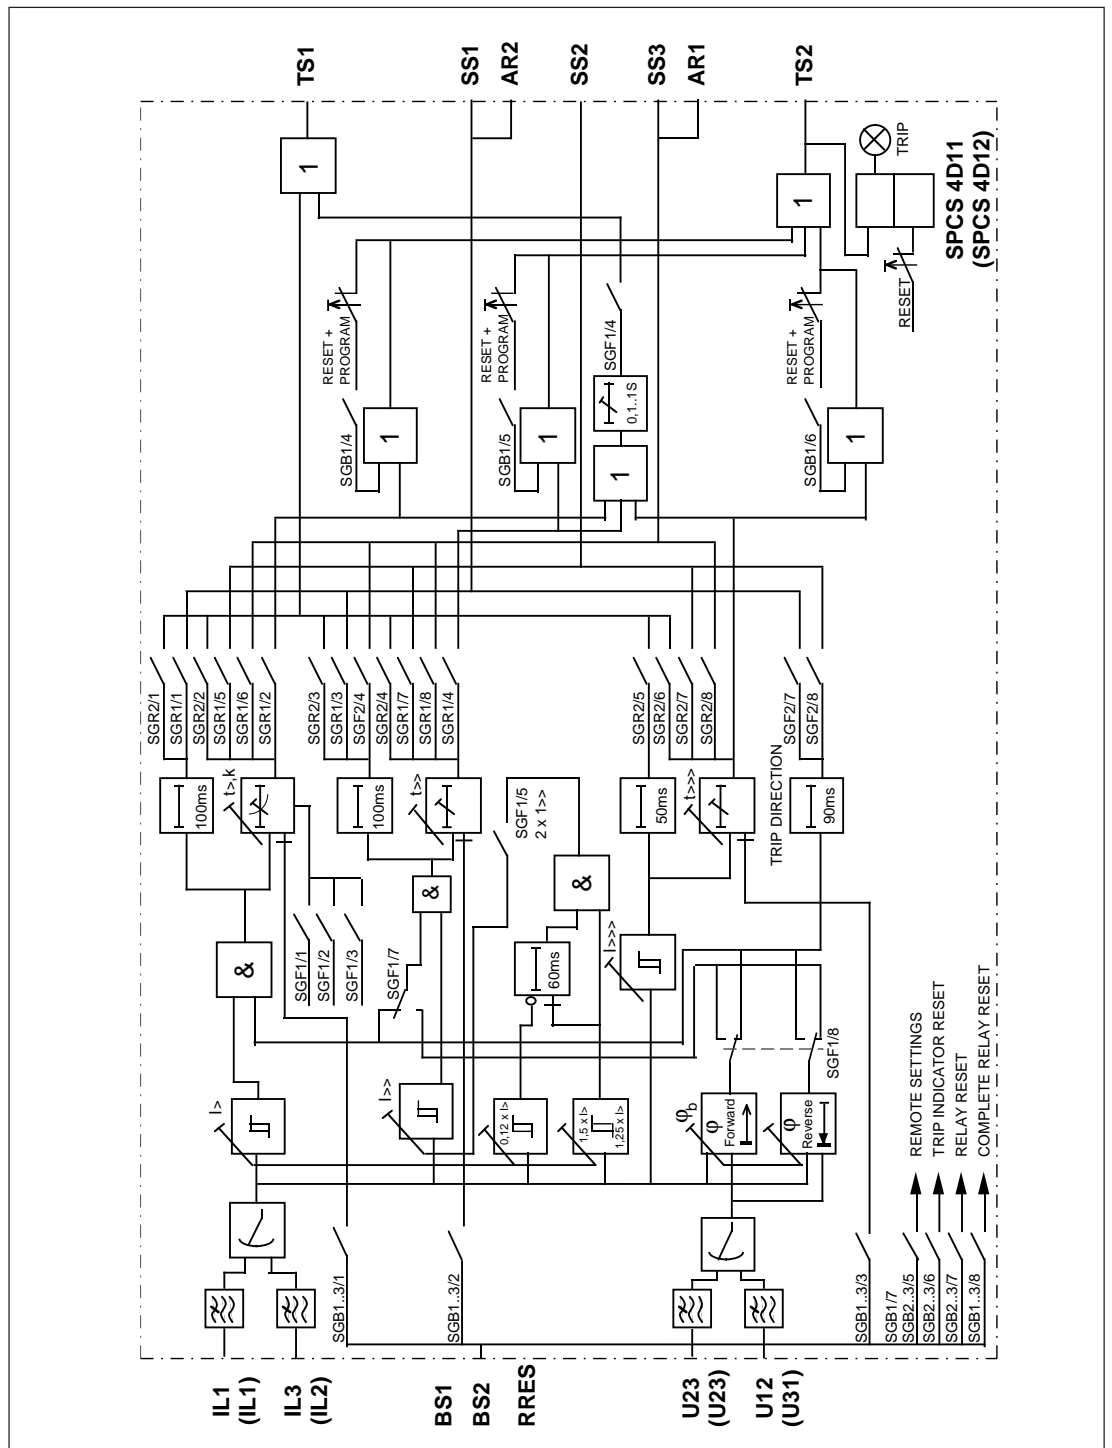 TS1
SS1
AR2
SS2
SS3
AR1
TS2
1
1
TRIP
SPCS 4D11
(SPCS 4D12)
RESET
RESET +
PROGRAM
RESET +
PROGRAM
SGF1/4
RESET +
PROGRAM
SGB1/4
1
SGB1/5
1
0,1..1S
1
SGB1/6
1
SGR2/1
SGR1/1
SGR2/2
SGR1/5
SGR1/6
SGR1/2
SGR2/3
SGR1/3
SGF2/4
SGR2/4
SGR1/7
SGR1/8
SGR1/4
SGR2/5
SGR2/6
SGR2/7
SGR2/8
SGF2/7
SGF2/8
100ms
t>,k
100ms
t>>
SGF1/5
2 x 1>>
50ms
t>>>
TRIP DIRECTION
90ms
&
SGF1/1
SGF1/2
SGF1/3
&
SGF1/7
&
60ms
I>>>
SGF1/8
I>
I>>
0,12 x I>
1,5 x I>
1,25 x I>
φb
φ
Forward
φ
Reverse
REMOTE SETTINGS
TRIP INDICATOR RESET
RELAY RESET
COMPLETE RELAY RESET
SGB1..3/1
SGB1..3/2
SGB1..3/3
SGB1/7
SGB2..3/5
SGB2..3/6
SGB2..3/7
SGB1..3/8
IL1
(IL1)
IL3
(IL2)
BS1
BS2
RRES
U23
(U23)
U12
(U31)